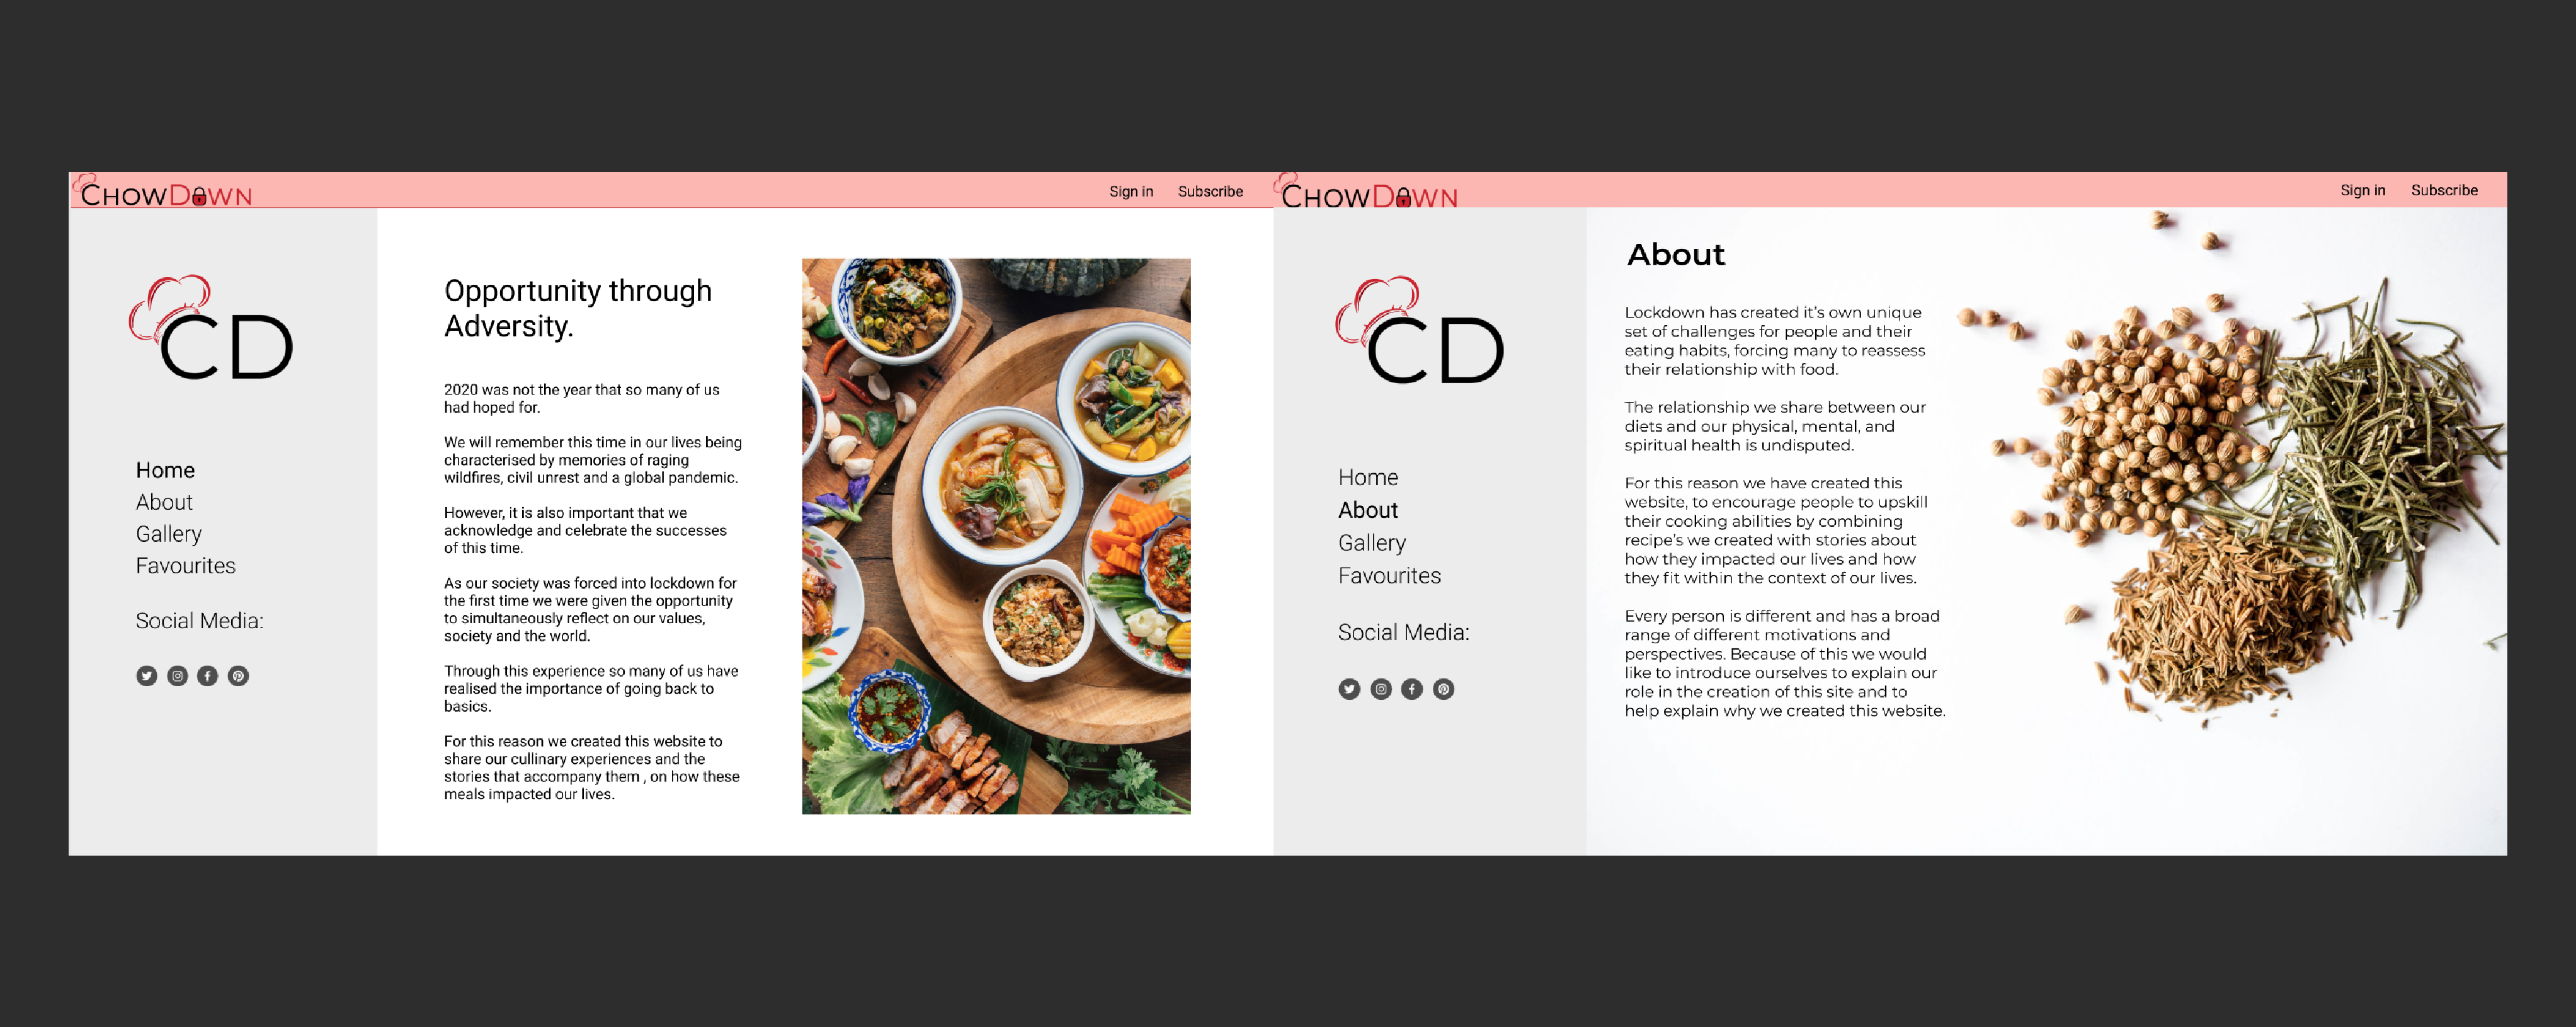 CHOWDOWN
Sign in Subscribe
CD
Home
About
Gallery
Favourites
Social Media:
Opportunity through
Adversity.
2020 was not the year that so many of us
had hoped for.
We will remember this time in our lives being
characterised by memories of raging
wildfires, civil unrest and a global pandemic.
However, it is also important that we
acknowledge and celebrate the successes
of this time.
As our society was forced into lockdown for
the first time we were given the opportunity
to simultaneously reflect on our values,
society and the world.
Through this experience so many of us have
realised the importance of going back to
basics.
For this reason we created this website to
share our cullinary experiences and the
stories that accompany them , on how these
meals impacted our lives.
CHOWDOWN
Sign in Subscribe
CD
Home
About
Gallery
Favourites
Social Media:
About
Lockdown has created it's own unique
set of challenges for people and their
eating habits, forcing many to reassess
their relationship with food.
The relationship we share between our
diets and our physical, mental, and
spiritual health is undisputed.
For this reason we have created this
website, to encourage people to upskill
their cooking abilities by combining
recipe's we created with stories about
how they impacted our lives and how
they fit within the context of our lives.
Every person is different and has a broad
range of different motivations and
perspectives. Because of this we would
like to introduce ourselves to explain our
role in the creation of this site and to
help explain why we created this website.